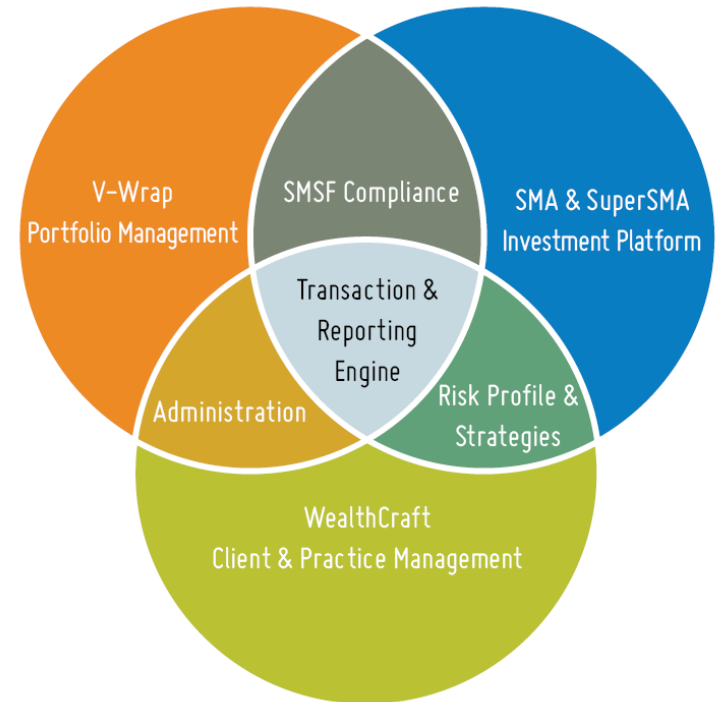 V-Wrap
Portfolio Management
SMSF Compliance
SMA & SuperSMA
Investment Platform
Transaction &
Reporting
Engine
Administration
Risk Profile &
Strategies
WealthCraft
Client & Practice Management